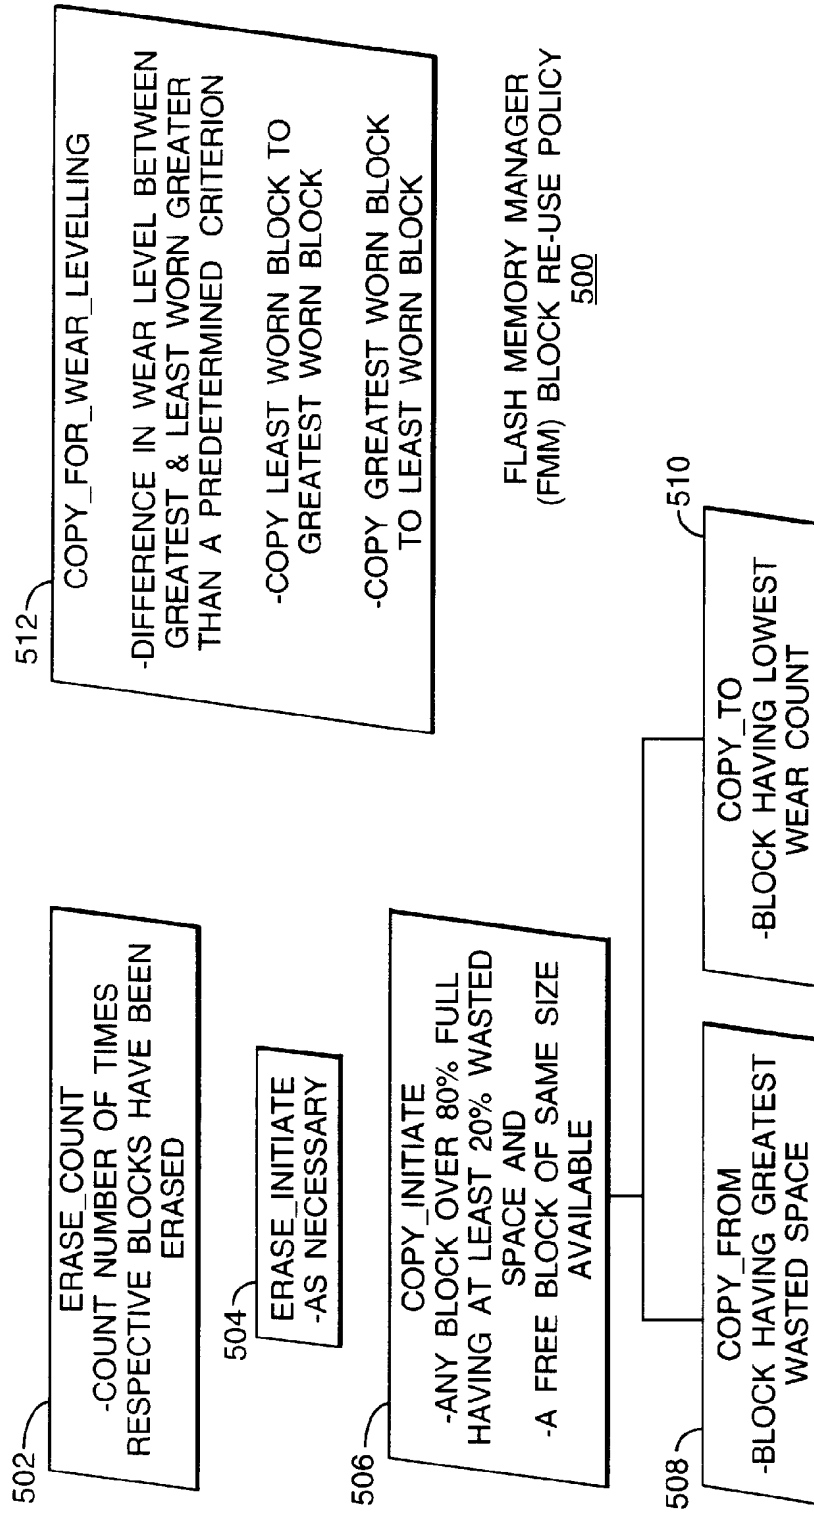 502
ERASE_COUNT
-COUNT NUMBER OF TIMES
RESPECTIVE BLOCKS HAVE BEEN
ERASED
504
ERASE_INITIATE
-AS NECESSARY
506
COPY_INITIATE
-ANY BLOCK OVER 80% FULL
HAVING AT LEAST 20% WASTED
SPACE AND
-A FREE BLOCK OF SAME SIZE
AVAILABLE
508
COPY_FROM
-BLOCK HAVING GREATEST
WASTED SPACE
510
COPY_TO
-BLOCK HAVING LOWEST
WEAR COUNT
512
COPY_FOR_WEAR_LEVELLING
-DIFFERENCE IN WEAR LEVEL BETWEEN
GREATEST & LEAST WORN GREATER
THAN A PREDETERMINED CRITERION
-COPY LEAST WORN BLOCK TO
GREATEST WORN BLOCK
-COPY GREATEST WORN BLOCK
TO LEAST WORN BLOCK
FLASH MEMORY MANAGER
(FMM) BLOCK RE-USE POLICY
500